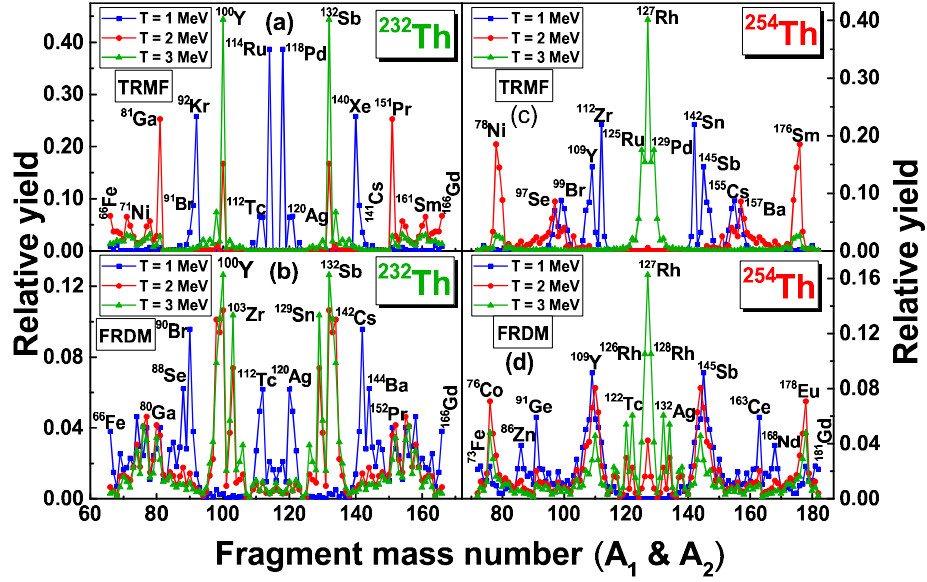 Relative yield
Relative yield
0.40
0.30
0.20
0.10
0.00
T = 1 MeV
T = 2 MeV
T = 3 MeV
TRMF
(a)
²³²Th
⁶⁶Fe
⁷¹Ni
⁸¹Ga
⁹¹Br
⁹²Kr
¹⁰⁰Y
¹¹²Tc
¹¹⁴Ru
¹¹⁸Pd
¹²⁰Ag
¹³²Sb
¹⁴⁰Xe
¹⁴¹Cs
¹⁵¹Pr
¹⁶¹Sm
¹⁶⁶Gd
T = 1 MeV
T = 2 MeV
T = 3 MeV
TRMF
(c)
²⁵⁴Th
⁷⁸Ni
⁹⁷Se
⁹⁹Br
¹⁰⁹Y
¹¹²Zr
¹²⁵Ru
¹²⁷Rh
¹²⁹Pd
¹⁴²Sn
¹⁴⁵Sb
¹⁵⁵Cs
¹⁵⁷Ba
¹⁷⁶Sm
0.40
0.30
0.20
0.10
0.00
0.12
0.08
0.04
0.00
T = 1 MeV
T = 2 MeV
T = 3 MeV
FRDM
(b)
²³²Th
⁶⁶Fe
⁸⁰Ga
⁸⁸Se
⁹⁰Br
¹⁰⁰Y
¹⁰³Zr
¹¹²Tc
¹²⁰Ag
¹²⁹Sn
¹³²Sb
¹⁴²Cs
¹⁴⁴Ba
¹⁵²Pr
¹⁶⁶Gd
T = 1 MeV
T = 2 MeV
T = 3 MeV
FRDM
(d)
²⁵⁴Th
⁷³Fe
⁷⁶Co
⁸⁶Zn
⁹¹Ge
¹⁰⁹Y
¹²²Tc
¹²⁶Rh
¹²⁷Rh
¹²⁸Rh
¹³²Ag
¹⁴⁵Sb
¹⁶³Ce
¹⁶⁸Nd
¹⁷⁸Eu
¹⁸¹Gd
0.16
0.12
0.08
0.04
0.00
60 80 100 120 140 160 80 100 120 140 160 180
Fragment mass number (A₁ & A₂)